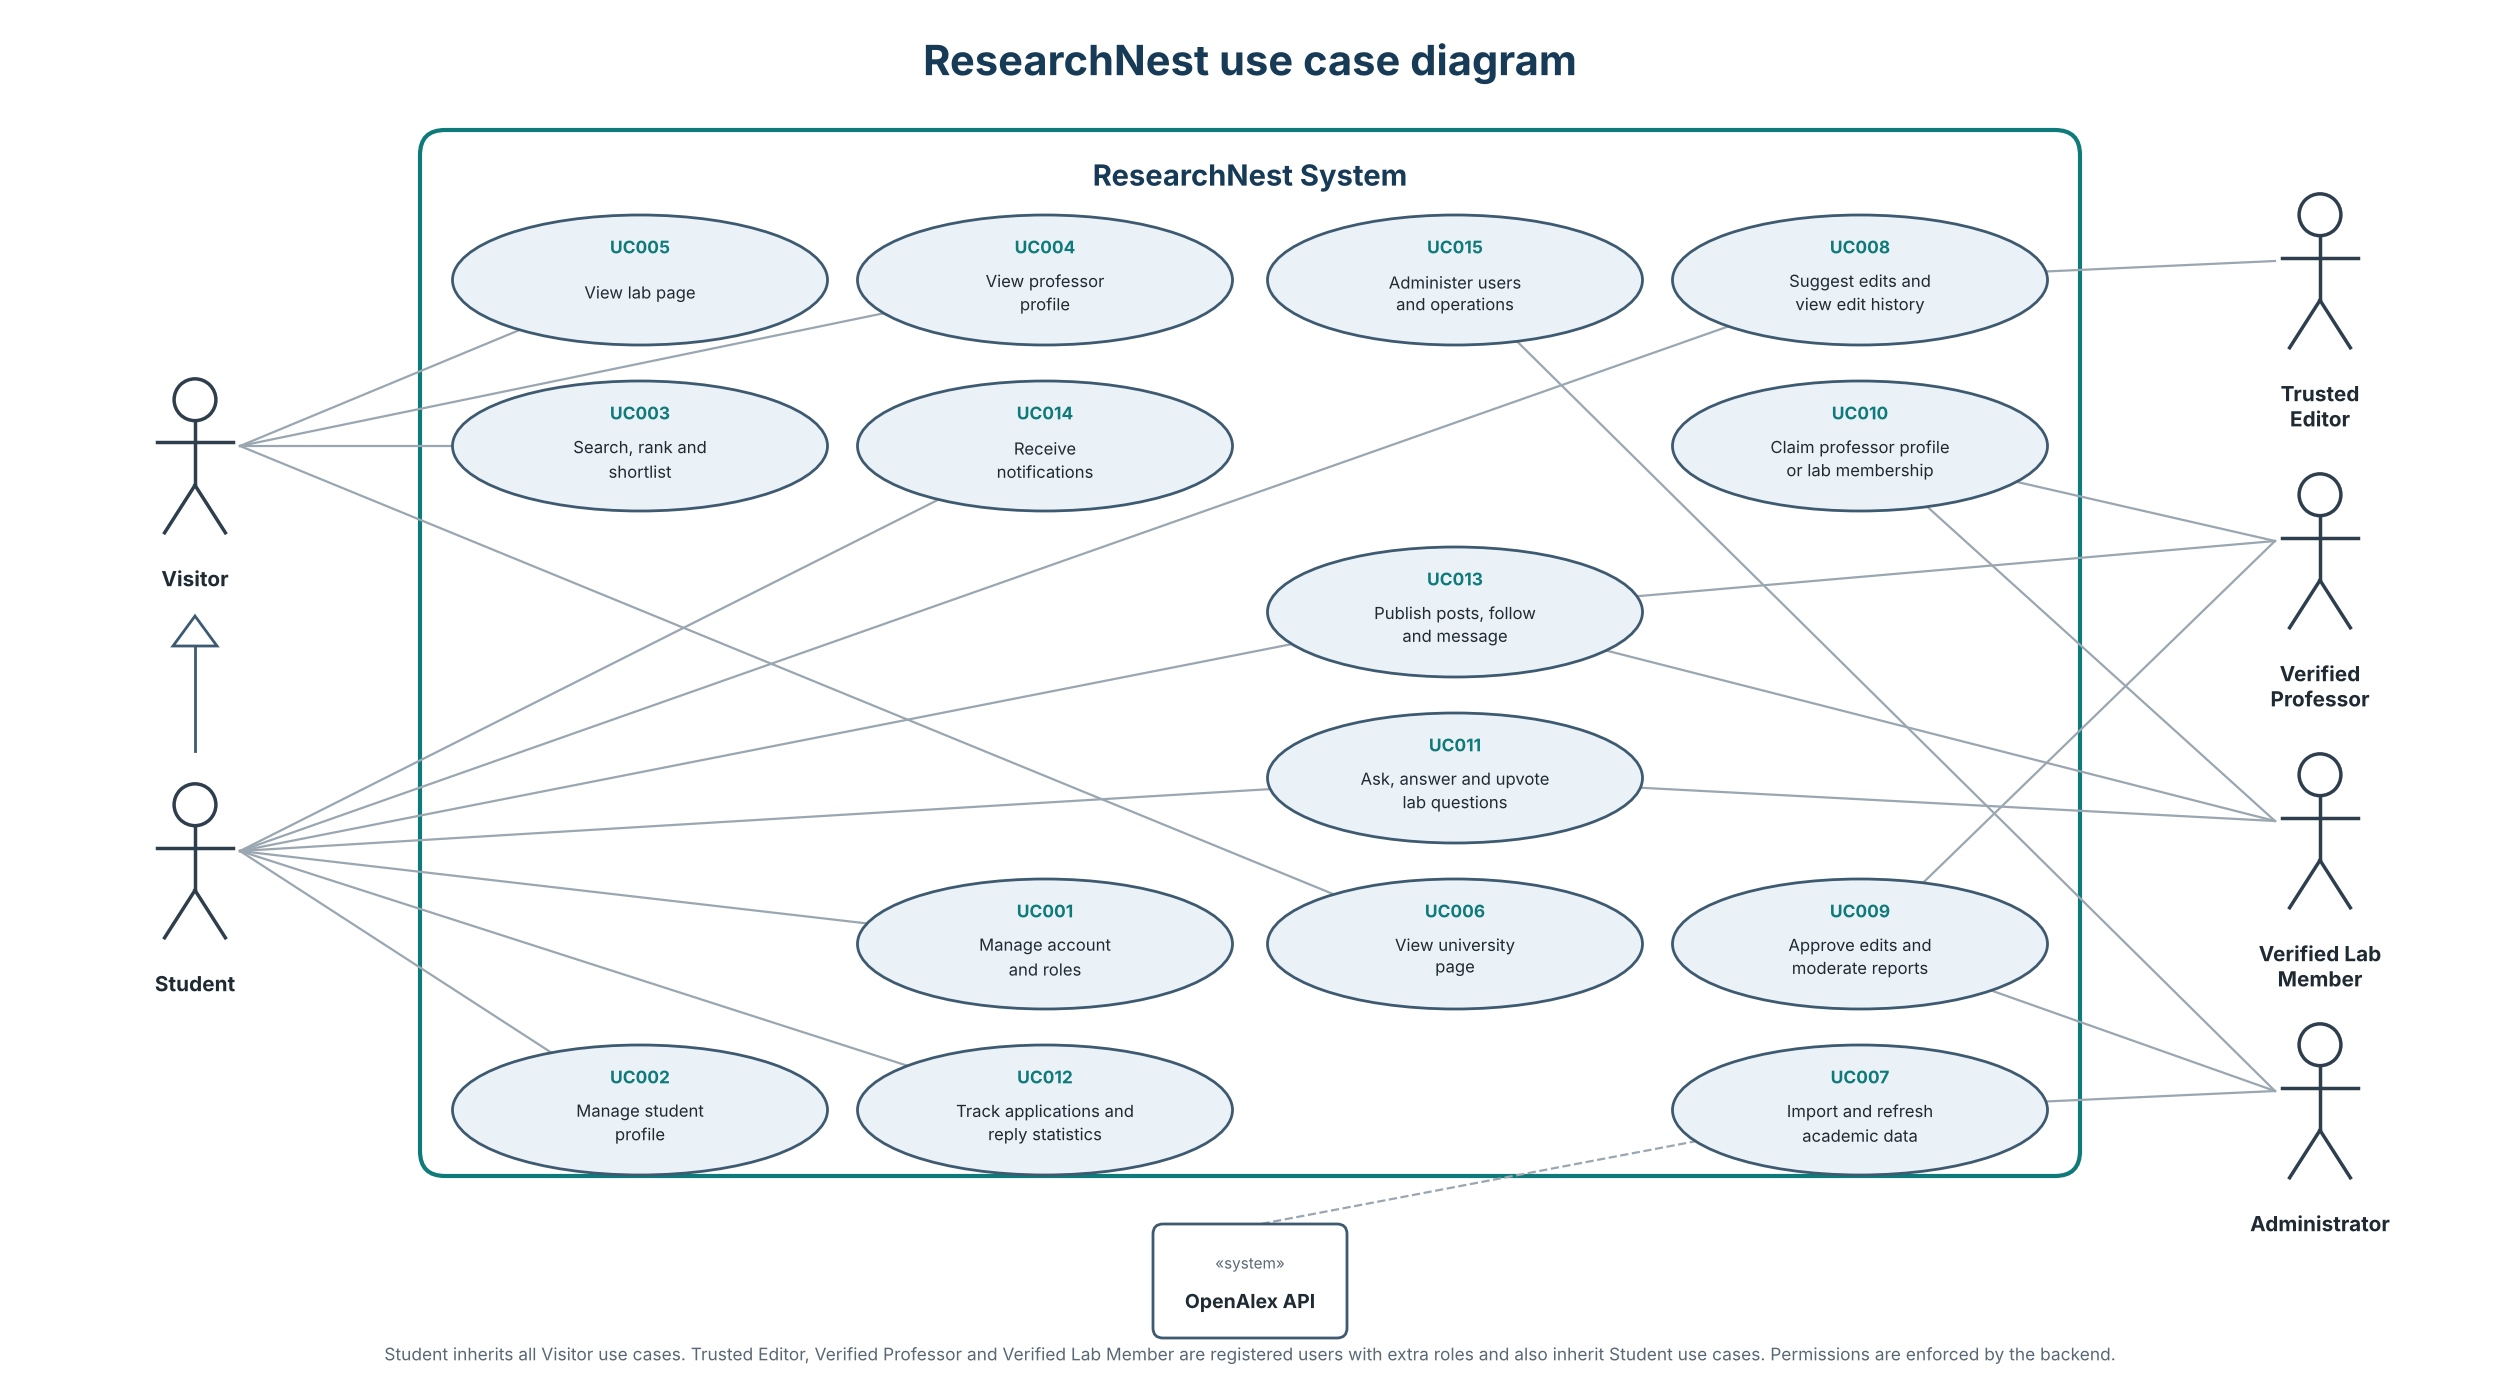 ResearchNest use case diagram
ResearchNest System
UC005
View lab page
UC004
View professor
profile
UC015
Administer users
and operations
UC008
Suggest edits and
view edit history
Trusted
Editor
UC003
Search, rank and
shortlist
UC014
Receive
notifications
UC010
Claim professor profile
or lab membership
Visitor
UC013
Publish posts, follow
and message
Verified
Professor
UC011
Ask, answer and upvote
lab questions
Student
UC001
Manage account
and roles
UC006
View university
page
UC009
Approve edits and
moderate reports
Verified Lab
Member
UC002
Manage student
profile
UC012
Track applications and
reply statistics
UC007
Import and refresh
academic data
Administrator
«system»
OpenAlex API
Student inherits all Visitor use cases. Trusted Editor, Verified Professor and Verified Lab Member are registered users with extra roles and also inherit Student use cases. Permissions are enforced by the backend.